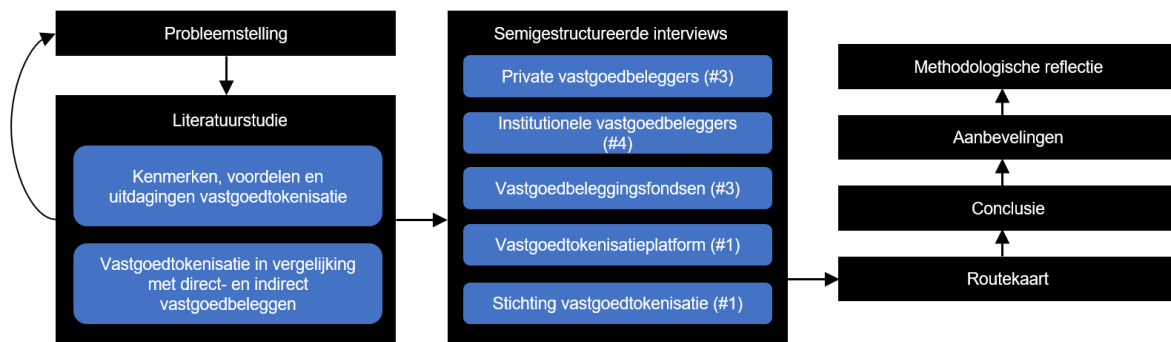 Probleemstelling
Literatuurstudie
Kenmerken, voordelen en
uitdagingen vastgoedtokenisatie
Vastgoedtokenisatie in vergelijking
met direct- en indirect
vastgoedbeleggen
Semigestructureerde interviews
Private vastgoedbeleggers (#3)
Institutionele vastgoedbeleggers
(#4)
Vastgoedbeleggingsfondsen (#3)
Vastgoedtokenisatieplatform (#1)
Stichting vastgoedtokenisatie (#1)
Methodologische reflectie
Aanbevelingen
Conclusie
Routekaart